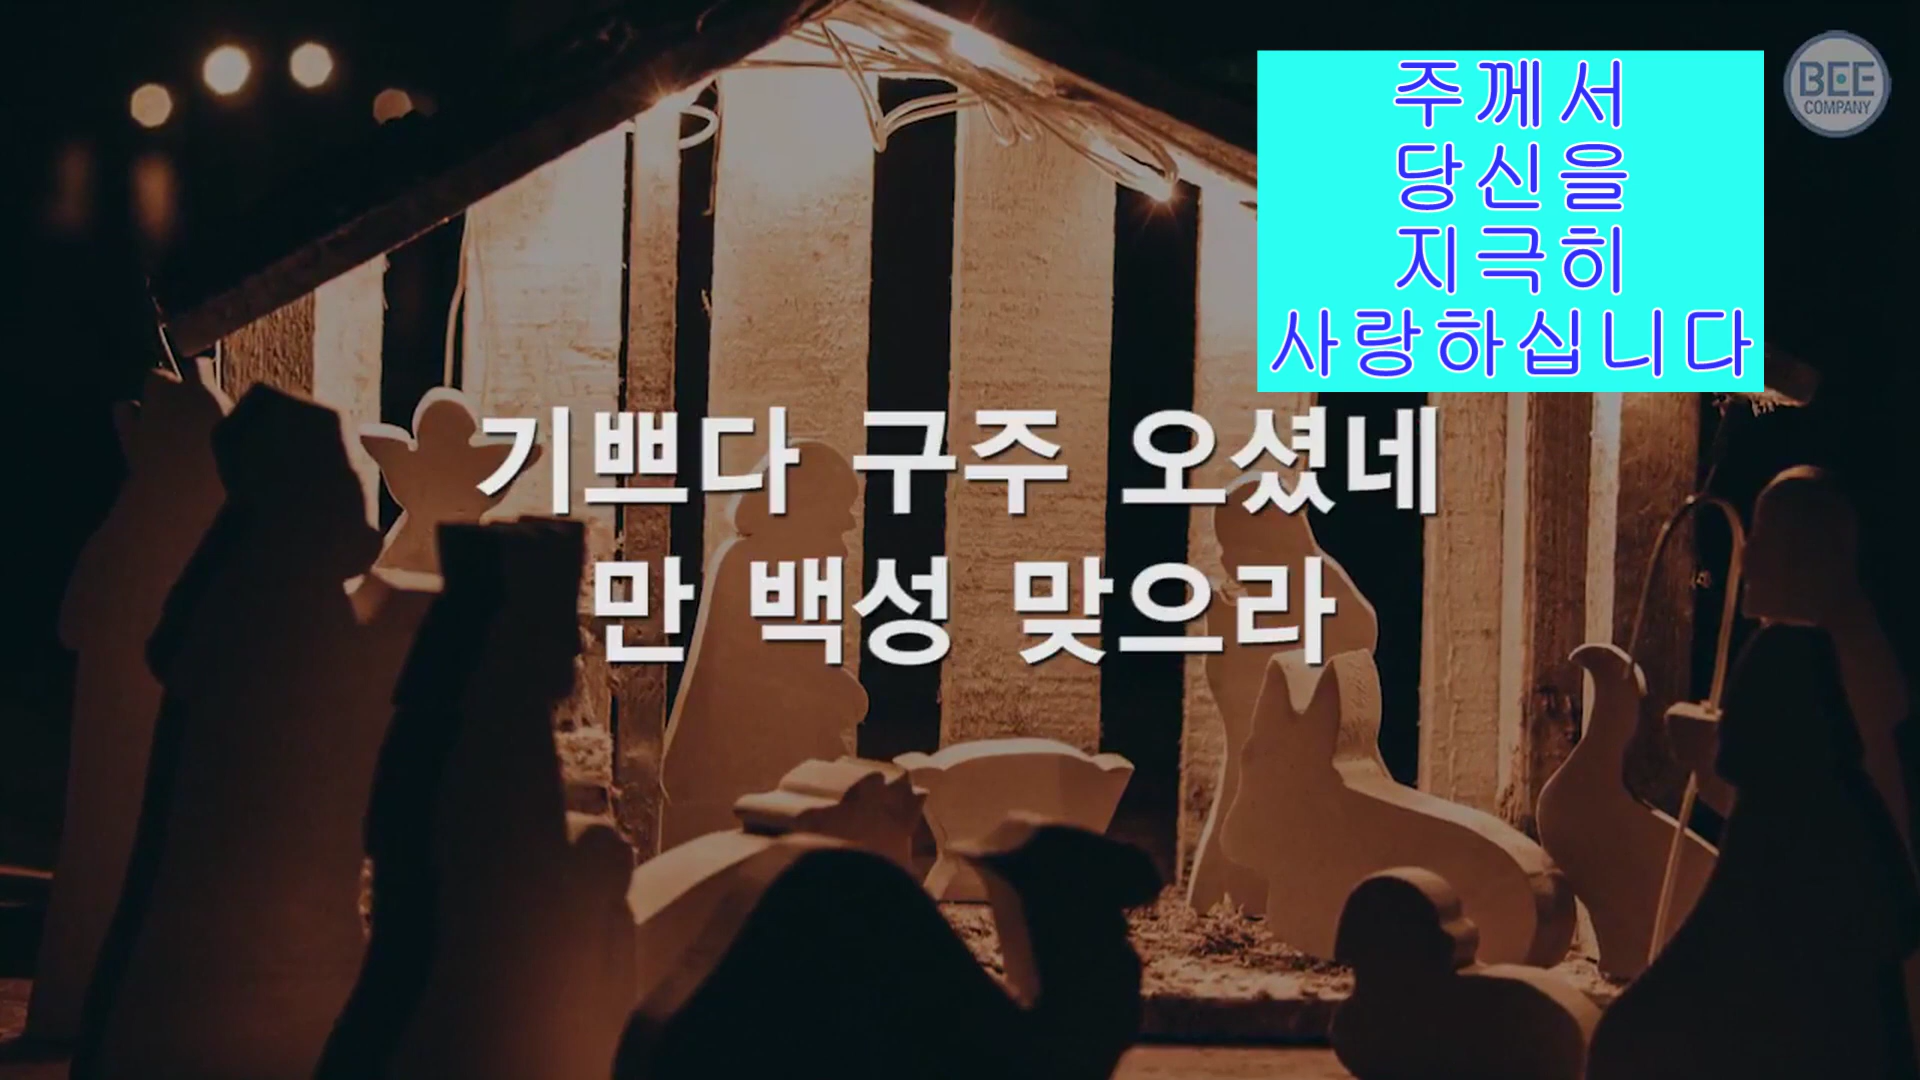 주께서
당신을
지극히
사랑하십니다
BEE
COMPANY
기쁘다 구주 오셨네
만 백성 맞으라